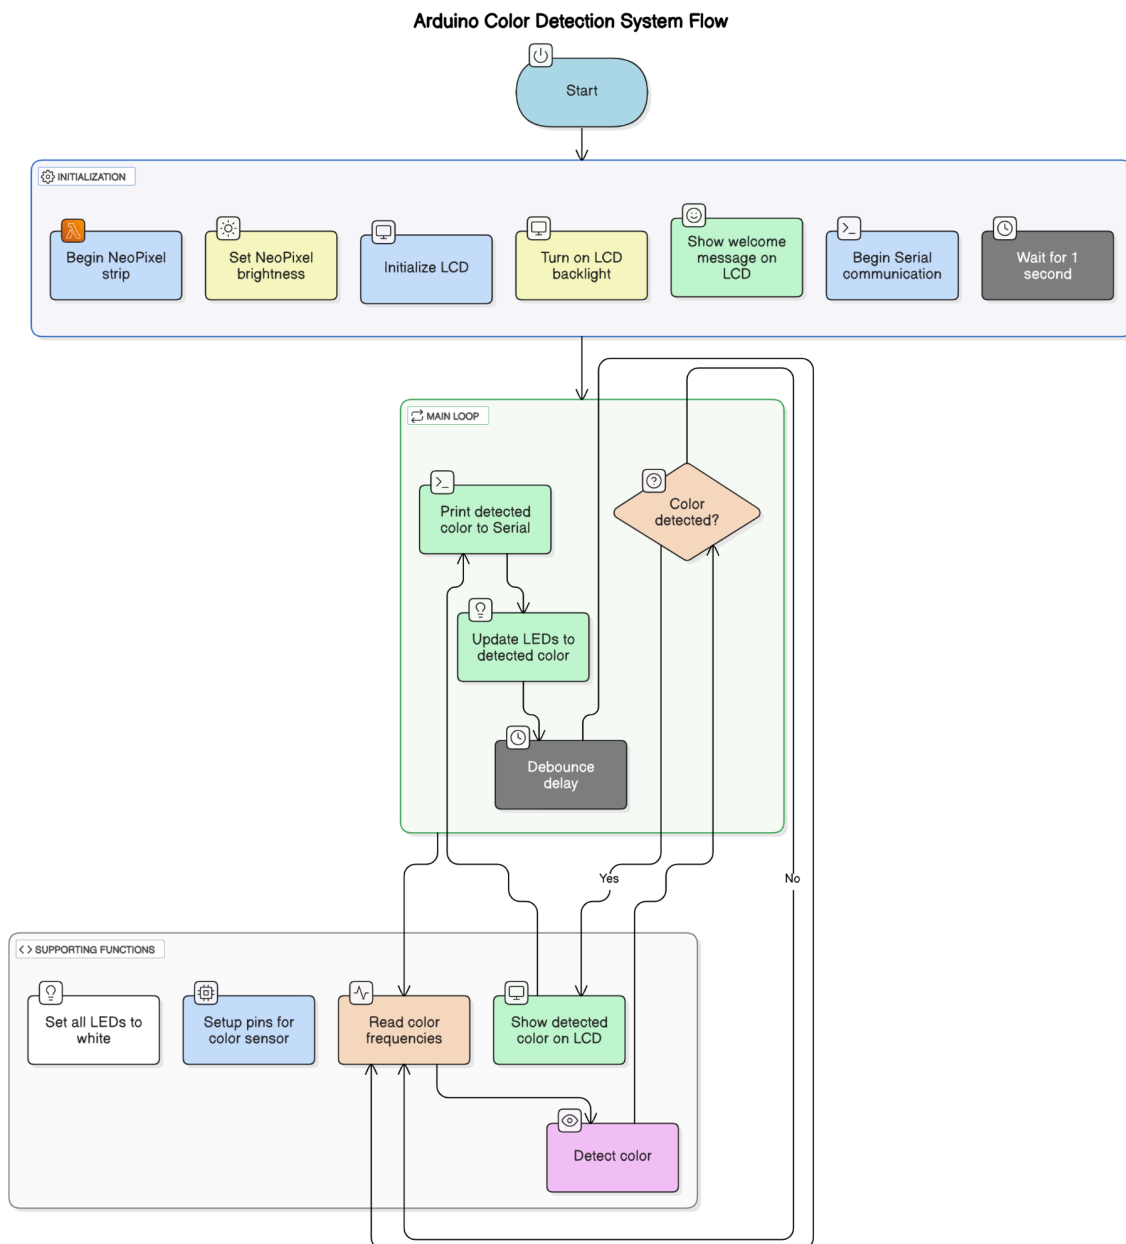 Arduino Color Detection System Flow
Start
INITIALIZATION
Begin NeoPixel
strip
Set NeoPixel
brightness
Initialize LCD
Turn on LCD
backlight
Show welcome
message on
LCD
Begin Serial
communication
Wait for 1
second
MAIN LOOP
Print detected
color to Serial
Color
detected?
Update LEDs to
detected color
Debounce
delay
Yes
No
SUPPORTING FUNCTIONS
Set all LEDs to
white
Setup pins for
color sensor
Read color
frequencies
Show detected
color on LCD
Detect color